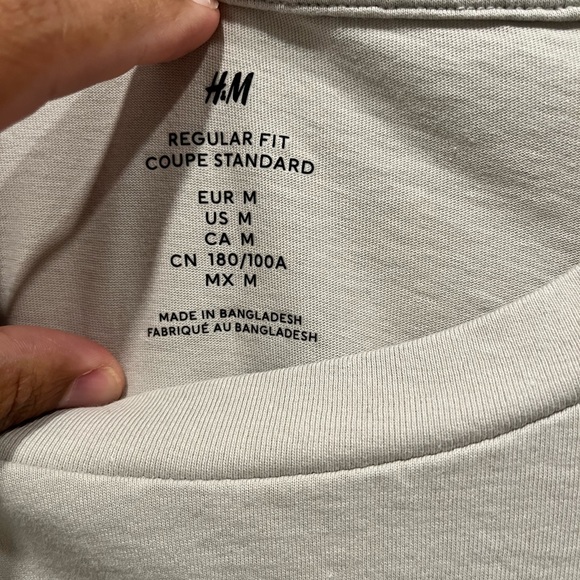 H&M
REGULAR FIT
COUPE STANDARD
EUR M
US M
CA M
CN 180/100A
MX M
MADE IN BANGLADESH
FABRIQUÉ AU BANGLADESH